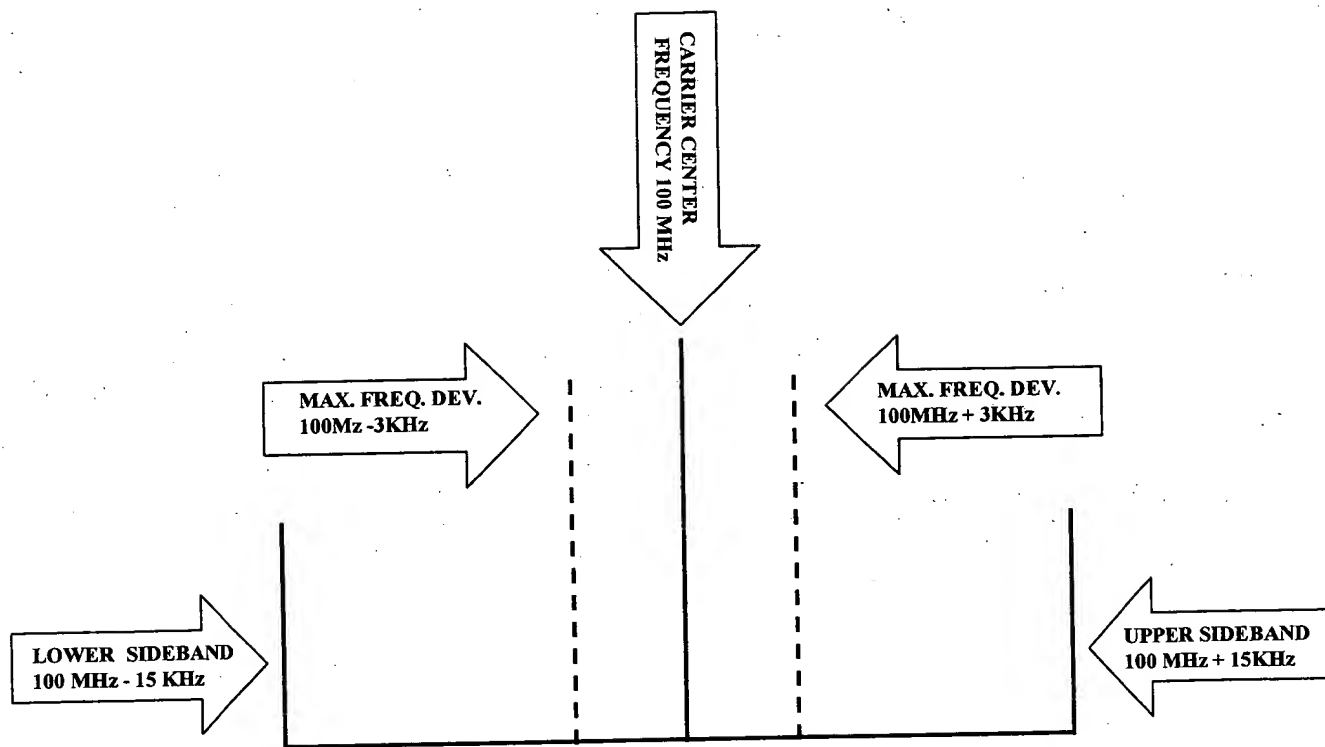 CARRIER CENTER
FREQUENCY 100 MHz
MAX. FREQ. DEV.
100Mz -3KHz
MAX. FREQ. DEV.
100MHz + 3KHz
LOWER SIDEBAND
100 MHz - 15 KHz
UPPER SIDEBAND
100 MHz + 15KHz